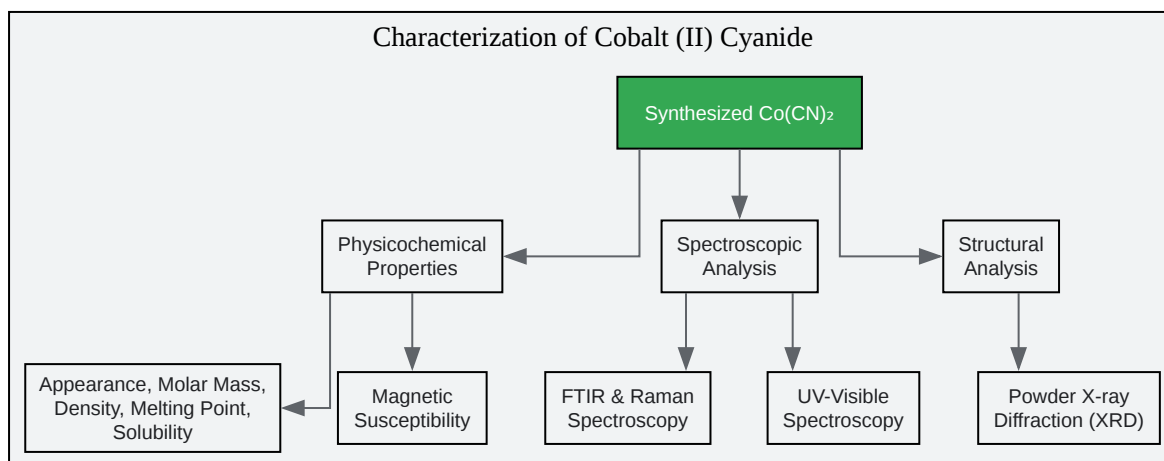 Characterization of Cobalt (II) Cyanide
Synthesized Co(CN)₂
Physicochemical
Properties
Spectroscopic
Analysis
Structural
Analysis
Appearance, Molar Mass,
Density, Melting Point,
Solubility
Magnetic
Susceptibility
FTIR & Raman
Spectroscopy
UV-Visible
Spectroscopy
Powder X-ray
Diffraction (XRD)